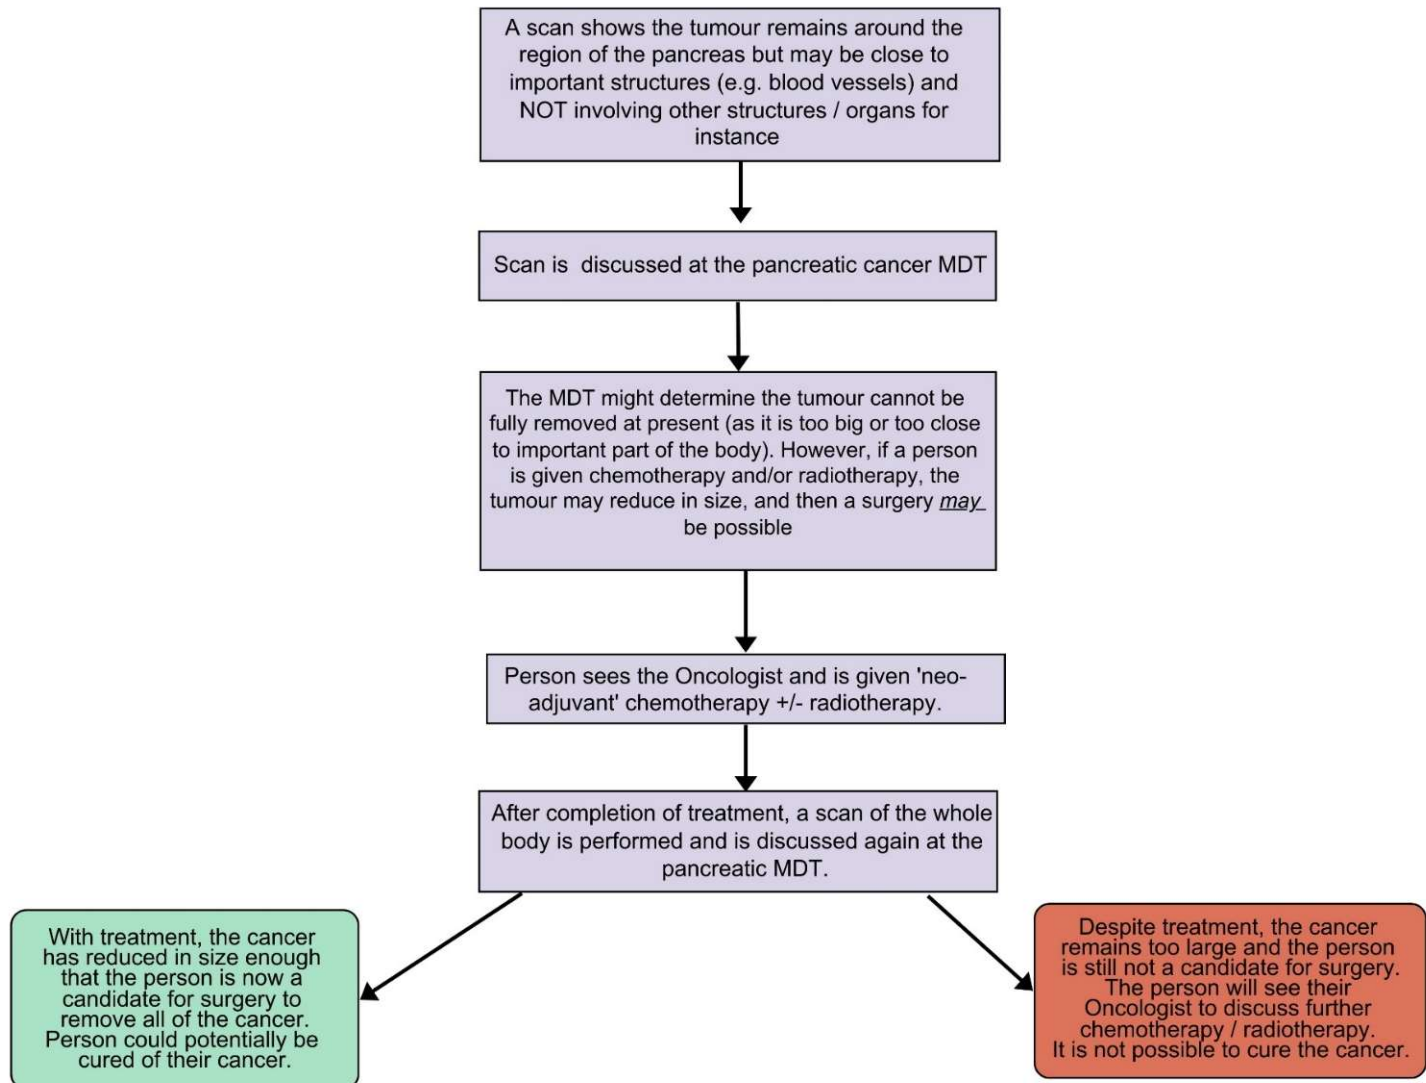 A scan shows the tumour remains around the
region of the pancreas but may be close to
important structures (e.g. blood vessels) and
NOT involving other structures / organs for
instance
Scan is discussed at the pancreatic cancer MDT
The MDT might determine the tumour cannot be
fully removed at present (as it is too big or too close
to important part of the body). However, if a person
is given chemotherapy and/or radiotherapy, the
tumour may reduce in size, and then a surgery may
be possible
Person sees the Oncologist and is given 'neo-
adjuvant' chemotherapy +/- radiotherapy.
After completion of treatment, a scan of the whole
body is performed and is discussed again at the
pancreatic MDT.
With treatment, the cancer
has reduced in size enough
that the person is now a
candidate for surgery to
remove all of the cancer.
Person could potentially be
cured of their cancer.
Despite treatment, the cancer
remains too large and the person
is still not a candidate for surgery.
The person will see their
Oncologist to discuss further
chemotherapy / radiotherapy.
It is not possible to cure the cancer.